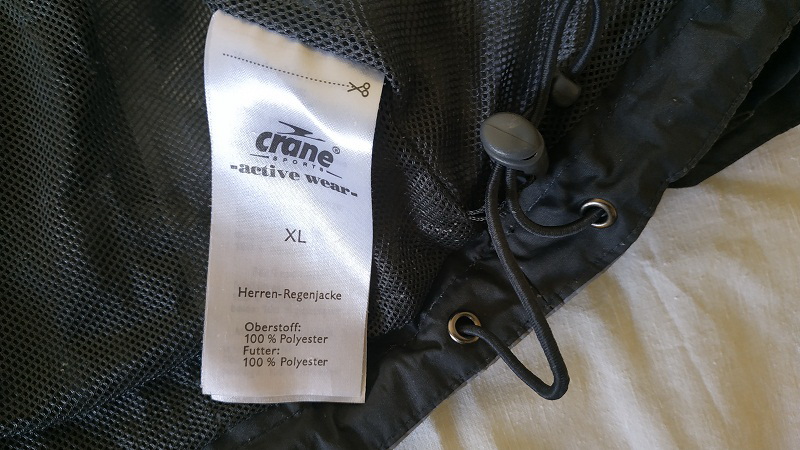 crane®
SPORTS
-active wear-
XL
Herren-Regenjacke
Oberstoff:
100 % Polyester
Futter:
100 % Polyester